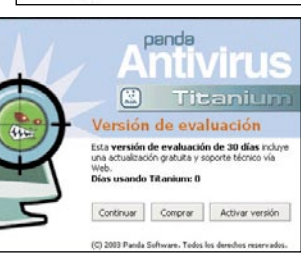 panda
Antivirus
Titanium
Versión de evaluación
Esta versión de evaluación de 30 días incluye
una actualización gratuita y soporte técnico vía
Web.
Días usando Titanium: 0
Continuar
Comprar
Activar versión
(C) 2003 Panda Software. Todos los derechos reservados.